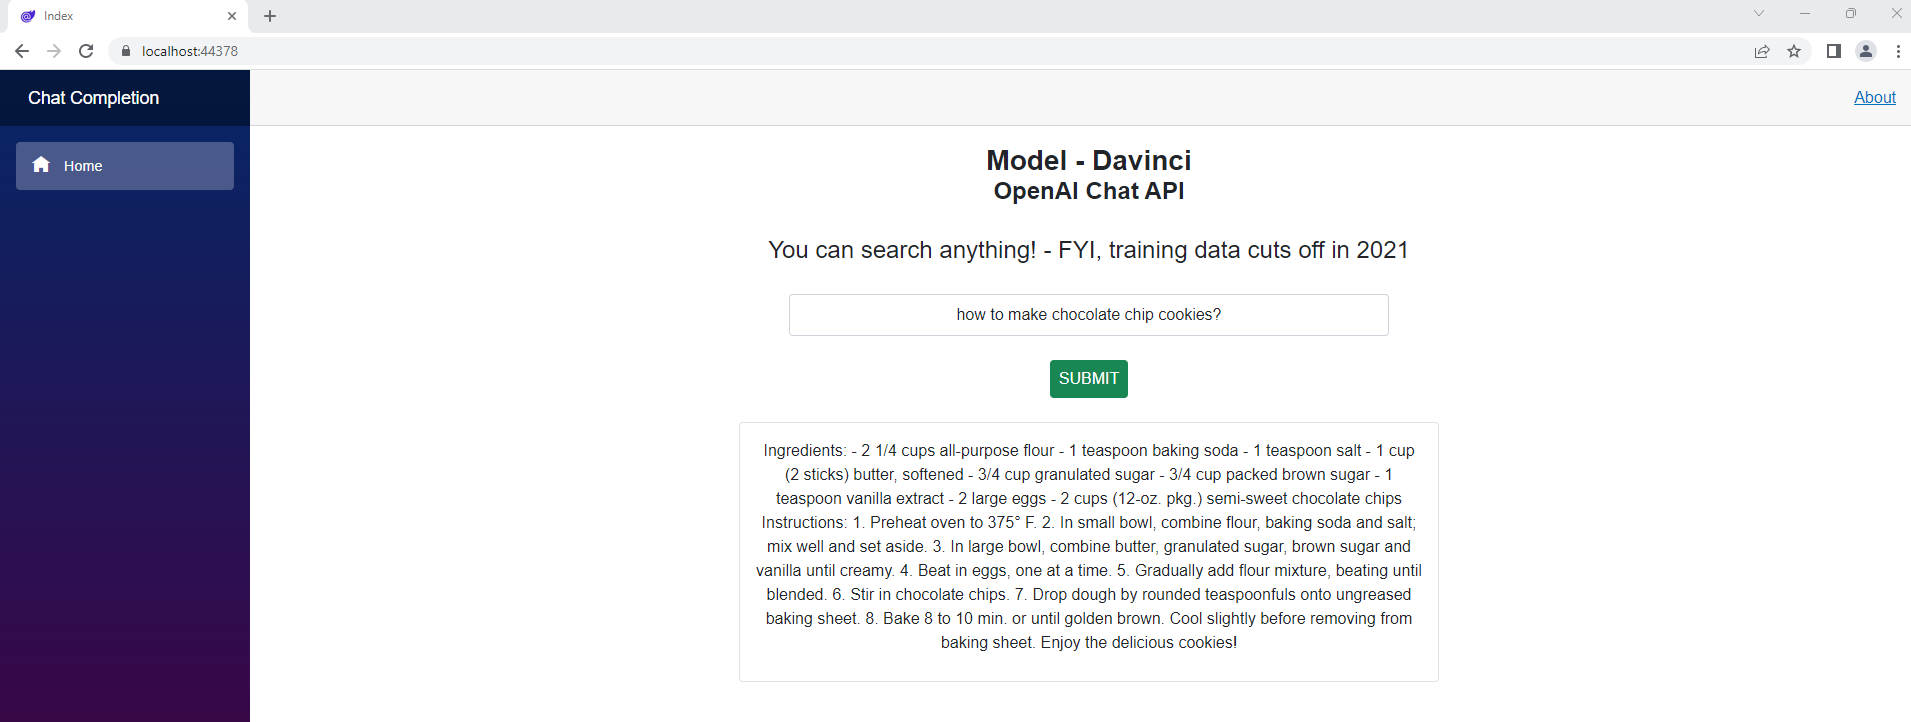 Index
localhost:44378
Chat Completion
About
Home
Model - Davinci
OpenAI Chat API
You can search anything! - FYI, training data cuts off in 2021
how to make chocolate chip cookies?
SUBMIT
Ingredients: - 2 1/4 cups all-purpose flour - 1 teaspoon baking soda - 1 teaspoon salt - 1 cup
(2 sticks) butter, softened - 3/4 cup granulated sugar - 3/4 cup packed brown sugar - 1
teaspoon vanilla extract - 2 large eggs - 2 cups (12-oz. pkg.) semi-sweet chocolate chips
Instructions: 1. Preheat oven to 375° F. 2. In small bowl, combine flour, baking soda and salt;
mix well and set aside. 3. In large bowl, combine butter, granulated sugar, brown sugar and
vanilla until creamy. 4. Beat in eggs, one at a time. 5. Gradually add flour mixture, beating until
blended. 6. Stir in chocolate chips. 7. Drop dough by rounded teaspoonfuls onto ungreased
baking sheet. 8. Bake 8 to 10 min. or until golden brown. Cool slightly before removing from
baking sheet. Enjoy the delicious cookies!